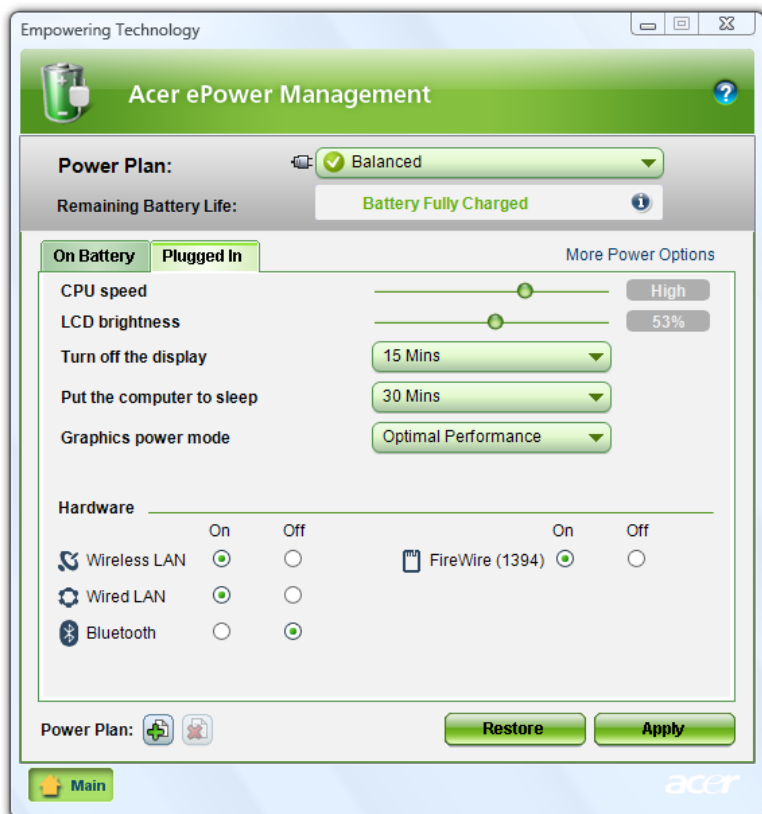 Empowering Technology
Acer ePower Management
Power Plan: Balanced
Remaining Battery Life: Battery Fully Charged
On Battery Plugged In More Power Options
CPU speed High
LCD brightness 53%
Turn off the display 15 Mins
Put the computer to sleep 30 Mins
Graphics power mode Optimal Performance
Hardware
On Off On Off
Wireless LAN FireWire (1394)
Wired LAN
Bluetooth
Power Plan: Restore Apply
Main acer